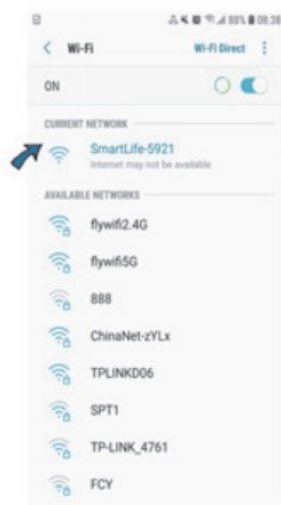 88% 08:38
Wi-Fi
Wi-Fi Direct
ON
CURRENT NETWORK
SmartLife-5921
Internet may not be available
AVAILABLE NETWORKS
flywifi2.4G
flywifi5G
888
ChinaNet-zYLx
TPLINKD06
SPT1
TP-LINK_4761
FCY